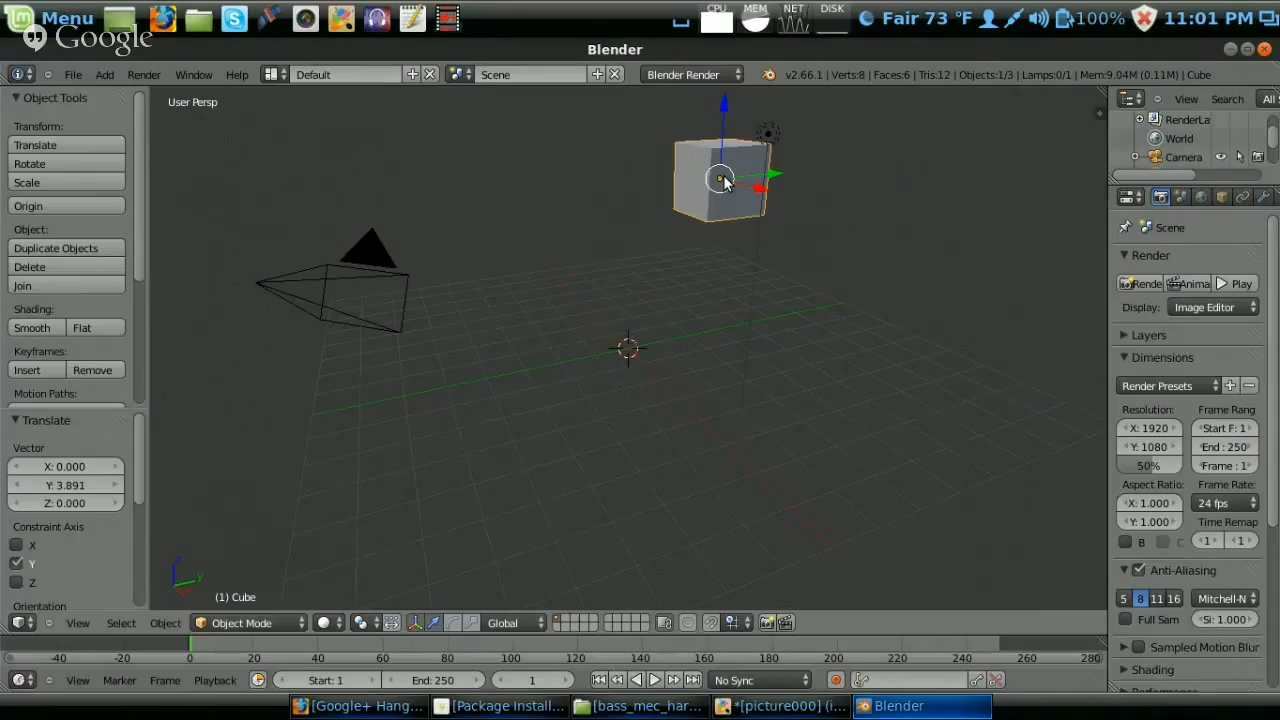 Menu
CPU MEM NET DISK
Fair 73 °F 100% 11:01 PM
Google
Blender
File Add Render Window Help Default Scene Blender Render v2.66.1 | Verts:8 | Faces:6 | Tris:12 | Objects:1/3 | Lamps:0/1 | Mem:9.04M (0.11M) | Cube
Object Tools
Transform:
Translate
Rotate
Scale
Origin
Object:
Duplicate Objects
Delete
Join
Shading:
Smooth Flat
Keyframes:
Insert Remove
Motion Paths:
Translate
Vector
X: 0.000
Y: 3.891
Z: 0.000
Constraint Axis
X
Y
Z
Orientation
User Persp
z
y
(1) Cube
View Search All
RenderLa
World
Camera
Scene
Render
Rende Anima Play
Display: Image Editor
Layers
Dimensions
Render Presets
Resolution: Frame Rang
X: 1920 Start F: 1
Y: 1080 End : 250
50% Frame : 1
Aspect Ratio: Frame Rate:
X: 1.000 24 fps
Y: 1.000 Time Remap
B C 1 1
Anti-Aliasing
5 8 11 16 Mitchell-N
Full Sam Si: 1.000
Sampled Motion Blur
Shading
View Select Object Object Mode Global
-40 -20 0 20 40 60 80 100 120 140 160 180 200 220 240 260 280
View Marker Frame Playback Start: 1 End: 250 1 No Sync
[Google+ Hang... [Package Install... [bass_mec_har... *[picture000] (i... Blender